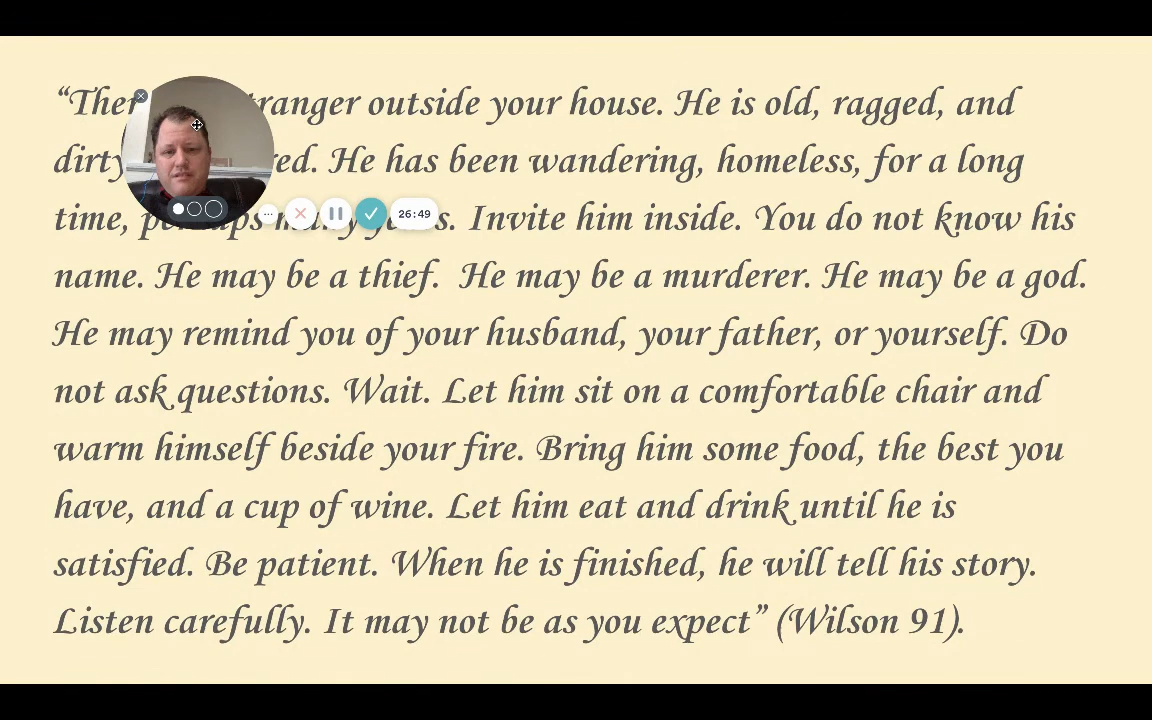 “Ther tranger outside your house. He is old, ragged, and
dirty red. He has been wandering, homeless, for a long
time, perhaps many years. Invite him inside. You do not know his
name. He may be a thief. He may be a murderer. He may be a god.
He may remind you of your husband, your father, or yourself. Do
not ask questions. Wait. Let him sit on a comfortable chair and
warm himself beside your fire. Bring him some food, the best you
have, and a cup of wine. Let him eat and drink until he is
satisfied. Be patient. When he is finished, he will tell his story.
Listen carefully. It may not be as you expect” (Wilson 91).
26:49